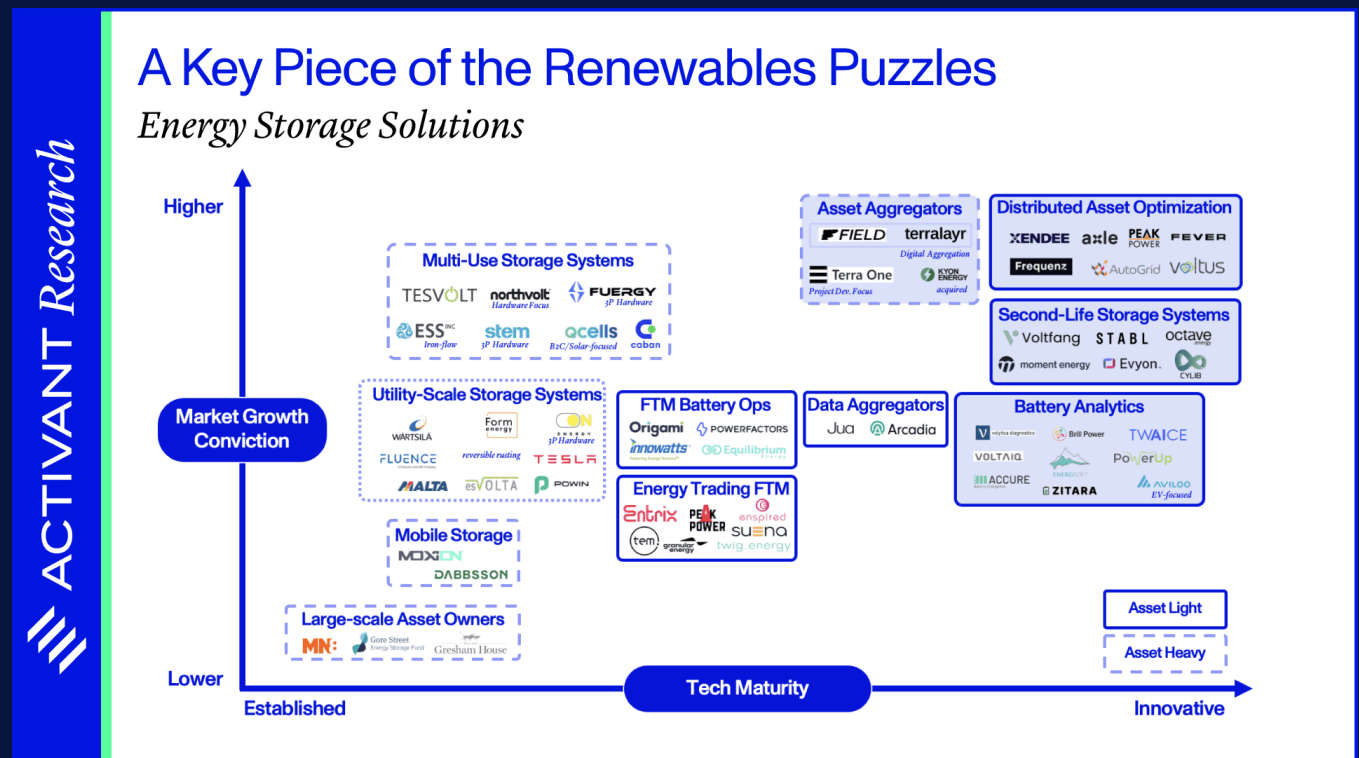 ACTIVANT Research
A Key Piece of the Renewables Puzzles
Energy Storage Solutions
Higher
Market Growth
Conviction
Lower
Established
Tech Maturity
Innovative
Asset Aggregators
FIELD terralayr
Digital Aggregation
Terra One KYON ENERGY
Project Dev. Focus acquired
Distributed Asset Optimization
XENDEE axle PEAK POWER FEVER
Frequenz AutoGrid VOLTUS
Multi-Use Storage Systems
TESVOLT northvolt FUERGY
Hardware Focus 3P Hardware
ESS INC stem qcells caban
Iron-flow 3P Hardware B2C/Solar-focused
Second-Life Storage Systems
Voltfang STABL octave energy
moment energy Evyon. CYLIB
Utility-Scale Storage Systems
WÄRTSILÄ Form energy ON ENERGY
3P Hardware
FLUENCE reversible rusting TESLA
MALTA esVOLTA POWIN
FTM Battery Ops
Origami POWERFACTORS
innowatts Equilibrium energy
Data Aggregators
Jua Arcadia
Battery Analytics
volytica diagnostics Brill Power TWAICE
VOLTAIQ ENERGSOFT PowerUp
ACCURE ZITARA AVILOO
EV-focused
Energy Trading FTM
entrix PEAK POWER enspired
tem. granular energy suena
twig.energy
Mobile Storage
MOXION
DABBSSON
Large-scale Asset Owners
MN: Gore Street Energy Storage Fund Gresham House
Asset Light
Asset Heavy